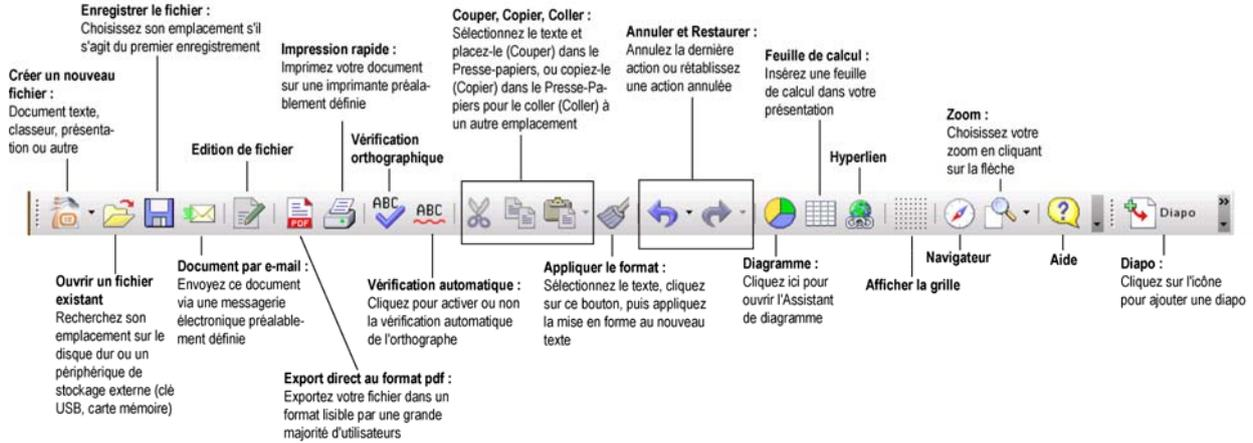 Enregistrer le fichier :
Choisissez son emplacement s'il
s'agit du premier enregistrement
Créer un nouveau
fichier :
Document texte,
classeur, présenta-
tion ou autre
Edition de fichier
Impression rapide :
Imprimez votre document
sur une imprimante préala-
blement définie
Vérification
orthographique
Couper, Copier, Coller :
Sélectionnez le texte et
placez-le (Couper) dans le
Presse-papiers, ou copiez-le
(Copier) dans le Presse-Pa-
piers pour le coller (Coller) à
un autre emplacement
Annuler et Restaurer :
Annulez la dernière
action ou rétablissez
une action annulée
Feuille de calcul :
Insérez une feuille
de calcul dans votre
présentation
Hyperlien
Zoom :
Choisissez votre
zoom en cliquant
sur la flèche
PDF
ABC
ABC
Diapo
Ouvrir un fichier
existant
Recherchez son
emplacement sur le
disque dur ou un
périphérique de
stockage externe (clé
USB, carte mémoire)
Document par e-mail :
Envoyez ce document
via une messagerie
électronique préalable-
ment définie
Export direct au format pdf :
Exportez votre fichier dans un
format lisible par une grande
majorité d'utilisateurs
Vérification automatique :
Cliquez pour activer ou non
la vérification automatique
de l'orthographe
Appliquer le format :
Sélectionnez le texte, cliquez
sur ce bouton, puis appliquez
la mise en forme au nouveau
texte
Diagramme :
Cliquez ici pour
ouvrir l'Assistant
de diagramme
Afficher la grille
Navigateur
Aide
Diapo :
Cliquez sur l'icône
pour ajouter une diapo